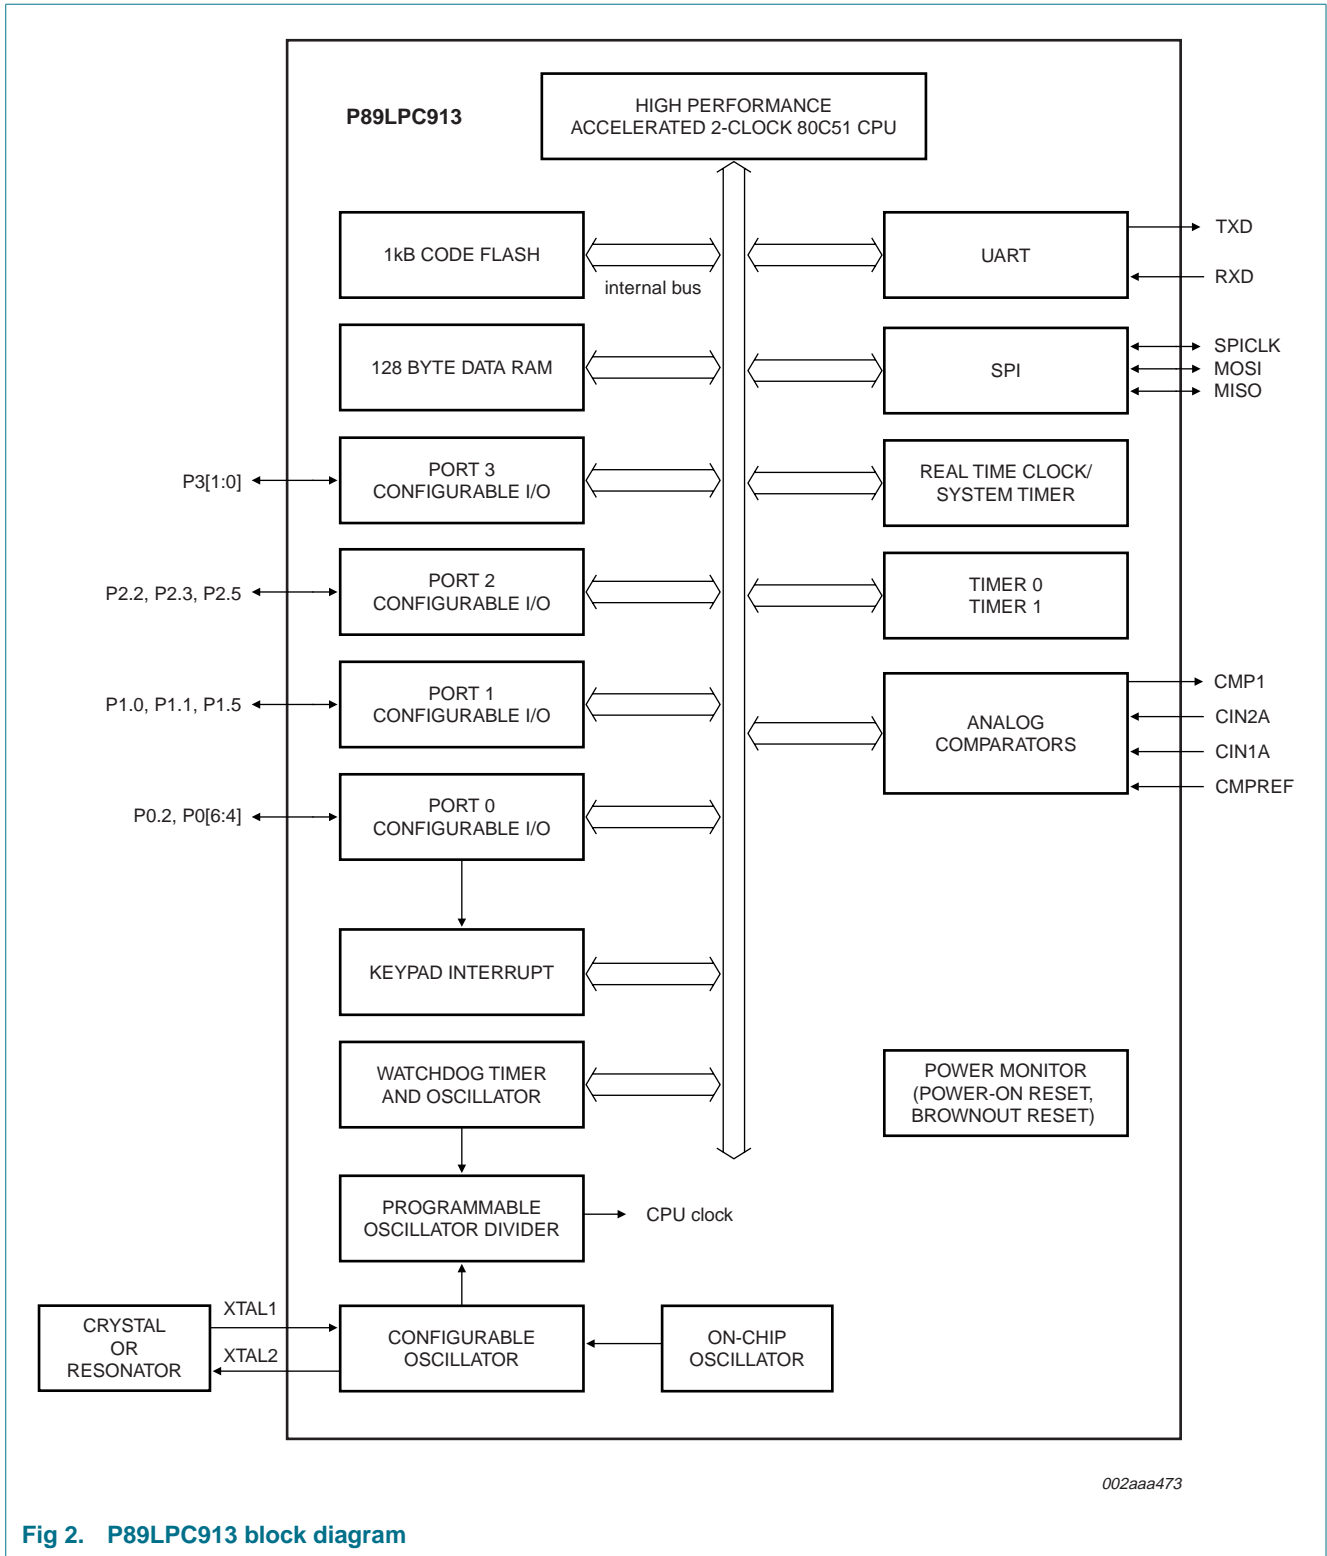 P89LPC913
HIGH PERFORMANCE
ACCELERATED 2-CLOCK 80C51 CPU
1kB CODE FLASH
internal bus
UART
TXD
RXD
128 BYTE DATA RAM
SPI
SPICLK
MOSI
MISO
P3[1:0]
PORT 3
CONFIGURABLE I/O
REAL TIME CLOCK/
SYSTEM TIMER
P2.2, P2.3, P2.5
PORT 2
CONFIGURABLE I/O
TIMER 0
TIMER 1
P1.0, P1.1, P1.5
PORT 1
CONFIGURABLE I/O
ANALOG
COMPARATORS
CMP1
CIN2A
CIN1A
CMPREF
P0.2, P0[6:4]
PORT 0
CONFIGURABLE I/O
KEYPAD INTERRUPT
WATCHDOG TIMER
AND OSCILLATOR
POWER MONITOR
(POWER-ON RESET,
BROWNOUT RESET)
PROGRAMMABLE
OSCILLATOR DIVIDER
CPU clock
CRYSTAL
OR
RESONATOR
XTAL1
XTAL2
CONFIGURABLE
OSCILLATOR
ON-CHIP
OSCILLATOR
002aaa473
Fig 2. P89LPC913 block diagram